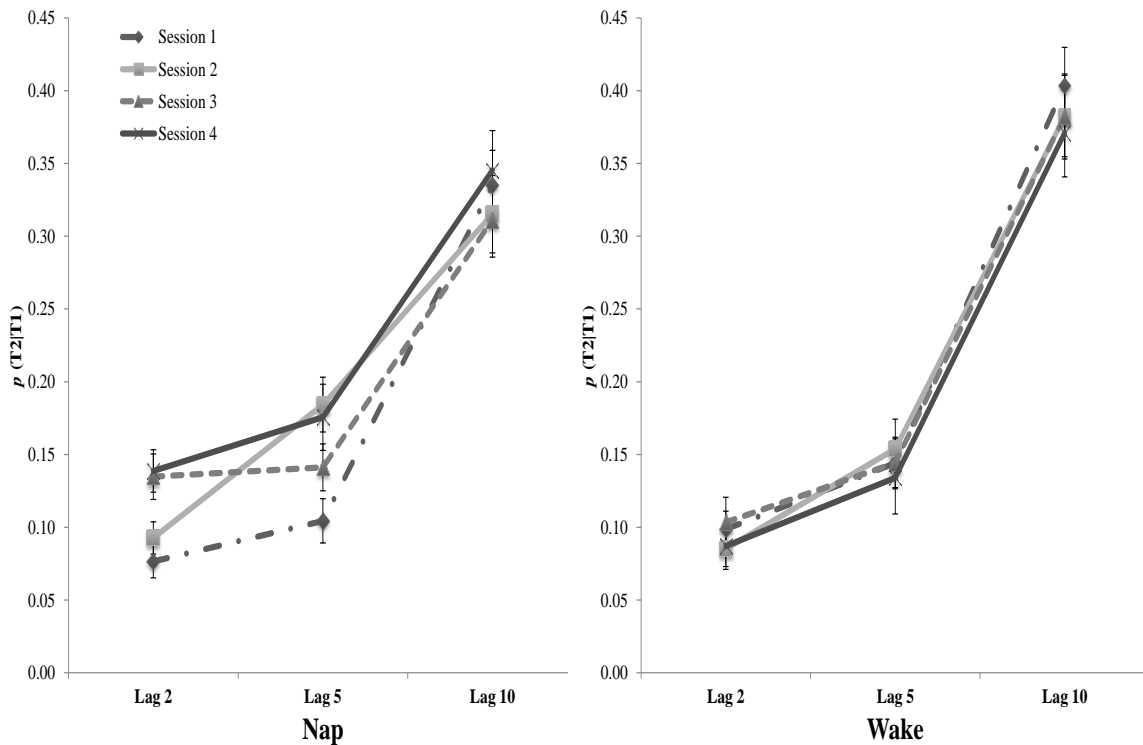 0.45
0.40
0.35
0.30
0.25
0.20
0.15
0.10
0.05
0.00
p (T2|T1)
Session 1
Session 2
Session 3
Session 4
Lag 2 Lag 5 Lag 10
Nap
0.45
0.40
0.35
0.30
0.25
0.20
0.15
0.10
0.05
0.00
p (T2|T1)
Lag 2 Lag 5 Lag 10
Wake